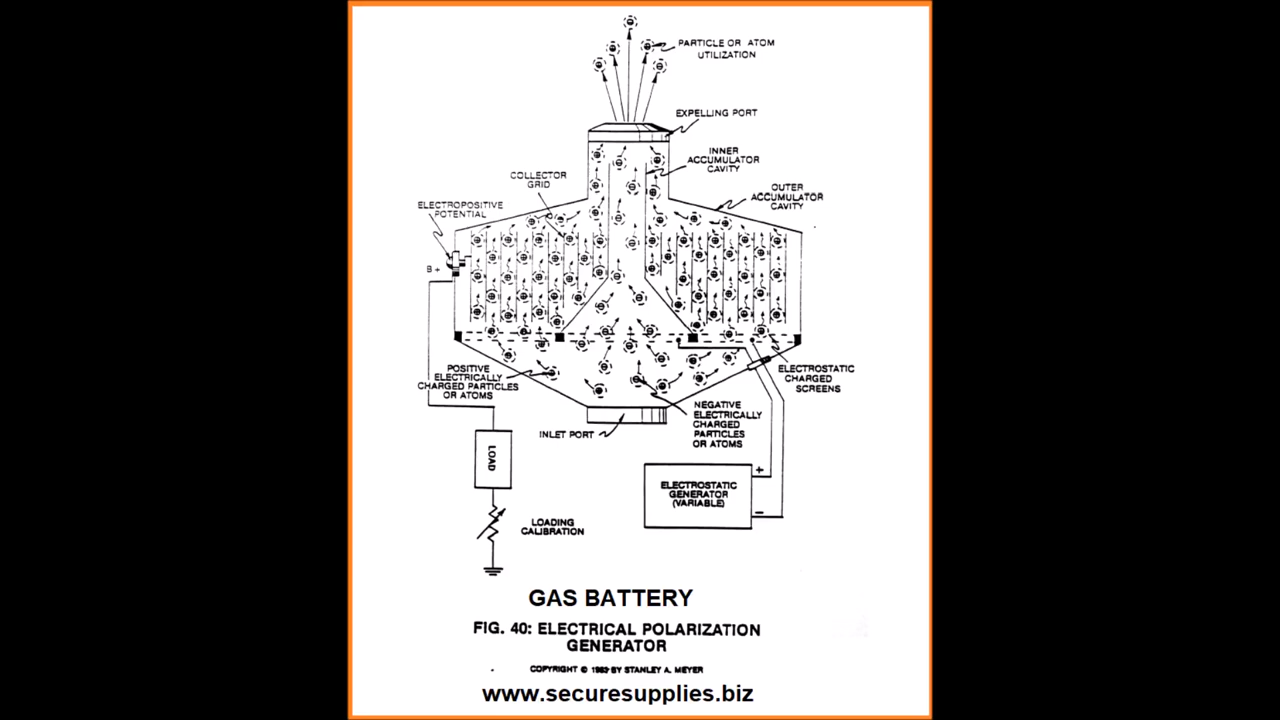 PARTICLE OR ATOM
UTILIZATION
EXPELLING PORT
INNER
ACCUMULATOR
CAVITY
COLLECTOR
GRID
OUTER
ACCUMULATOR
CAVITY
ELECTROPOSITIVE
POTENTIAL
B+
POSITIVE
ELECTRICALLY
CHARGED PARTICLES
OR ATOMS
ELECTROSTATIC
CHARGED
SCREENS
NEGATIVE
ELECTRICALLY
CHARGED
PARTICLES
OR ATOMS
INLET PORT
LOAD
+
ELECTROSTATIC
GENERATOR
(VARIABLE)
−
LOADING
CALIBRATION
GAS BATTERY
FIG. 40: ELECTRICAL POLARIZATION
GENERATOR
COPYRIGHT © 1983 BY STANLEY A. MEYER
www.securesupplies.biz